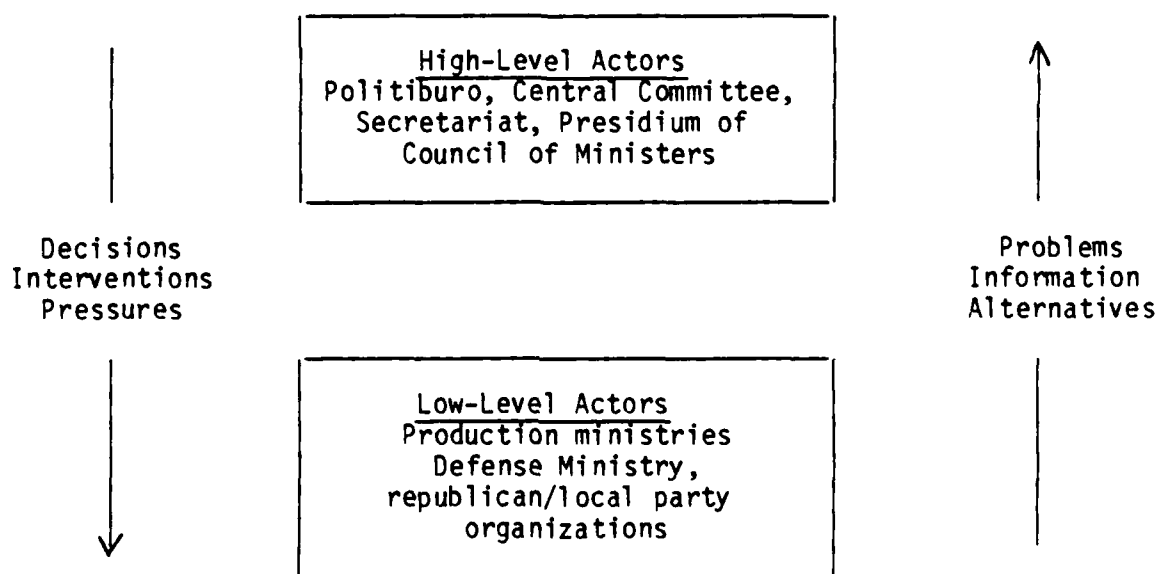 High-Level Actors
Politiburo, Central Committee,
Secretariat, Presidium of
Council of Ministers
Decisions
Interventions
Pressures
Problems
Information
Alternatives
Low-Level Actors
Production ministries
Defense Ministry,
republican/local party
organizations